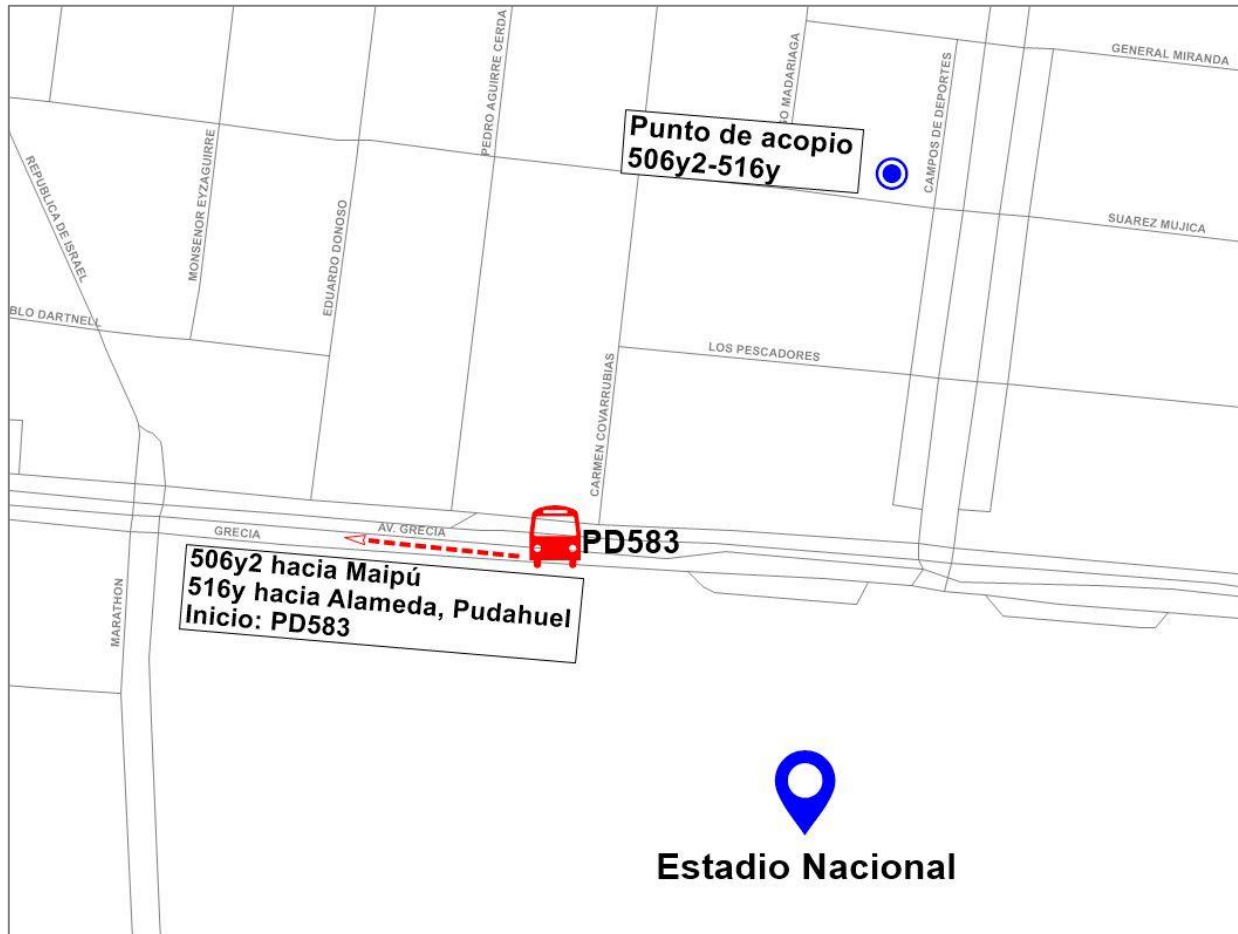 GENERAL MIRANDA
PEDRO AGUIRRE CERDA
MADARIAGA
CAMPOS DE DEPORTES
Punto de acopio
506y2-516y
MONSENOR EYZAGUIRRE
REPUBLICA DE ISRAEL
EDUARDO DONOSO
SUAREZ MUJICA
BLO DARTNELL
LOS PESCADORES
CARMEN COVARRUBIAS
GRECIA
AV. GRECIA
PD583
506y2 hacia Maipú
516y hacia Alameda, Pudahuel
Inicio: PD583
MARATHON
Estadio Nacional